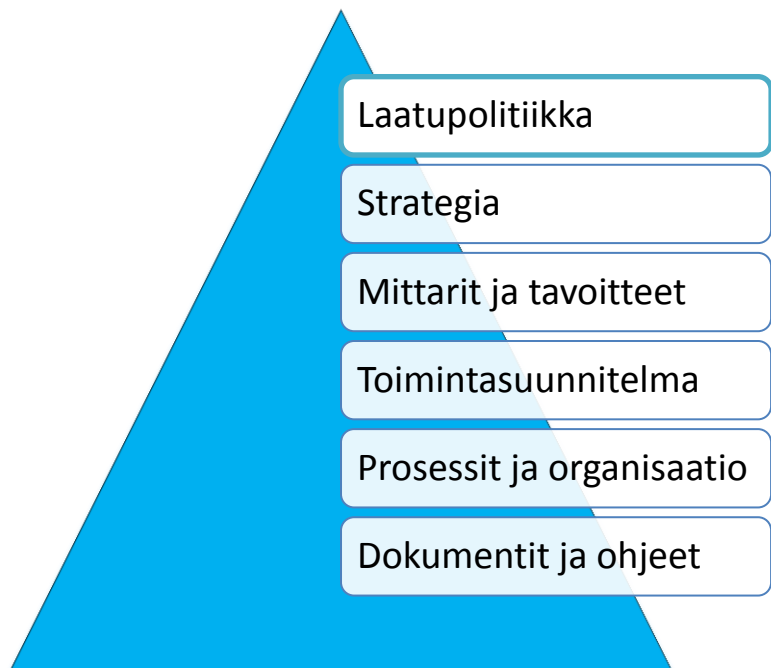 Laatupolitiikka
Strategia
Mittarit ja tavoitteet
Toimintasuunnitelma
Prosessit ja organisaatio
Dokumentit ja ohjeet